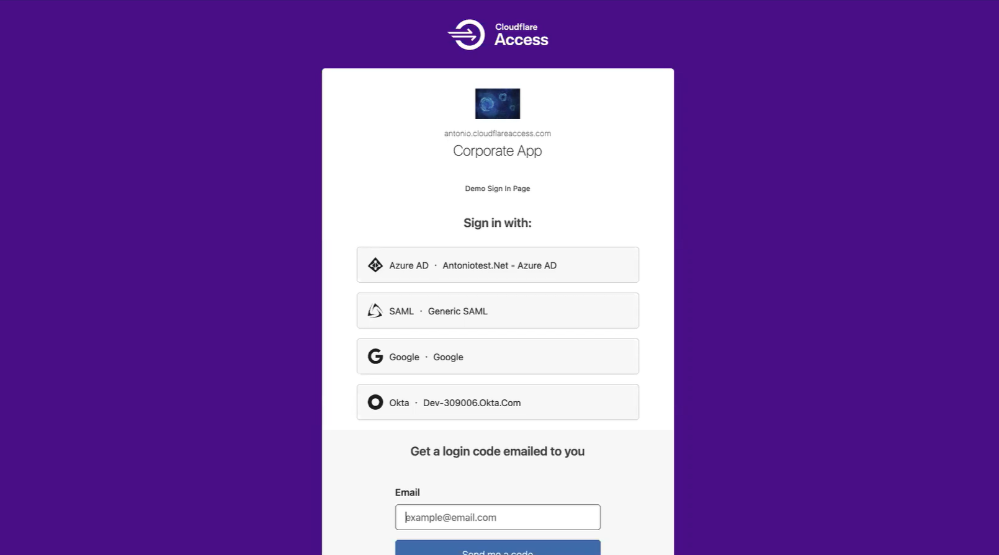 Cloudflare
Access
antonio.cloudflareaccess.com
Corporate App
Demo Sign In Page
Sign in with:
Azure AD · Antoniotest.Net - Azure AD
SAML · Generic SAML
Google · Google
Okta · Dev-309006.Okta.Com
Get a login code emailed to you
Email
example@email.com
Send me a code